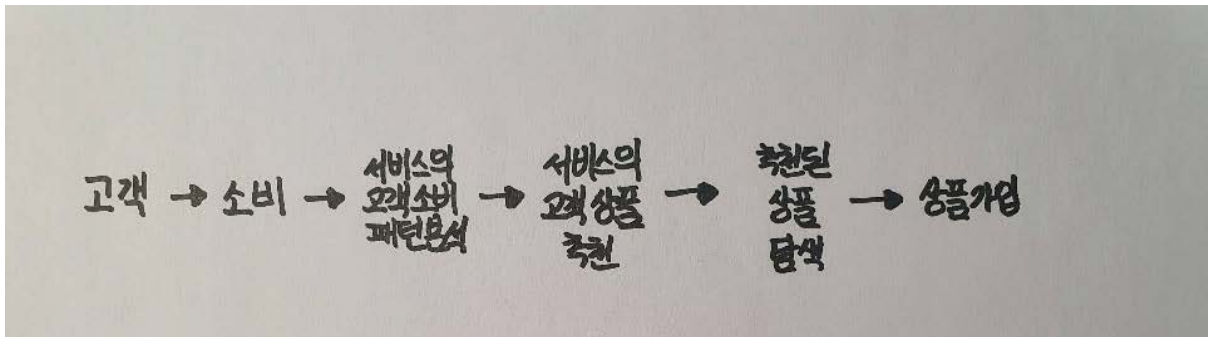 고객 → 소비 →
서비스의
고객소비
패턴분석
→
서비스의
고객 상품
추천
→
추천된
상품
탐색
→ 상품가입